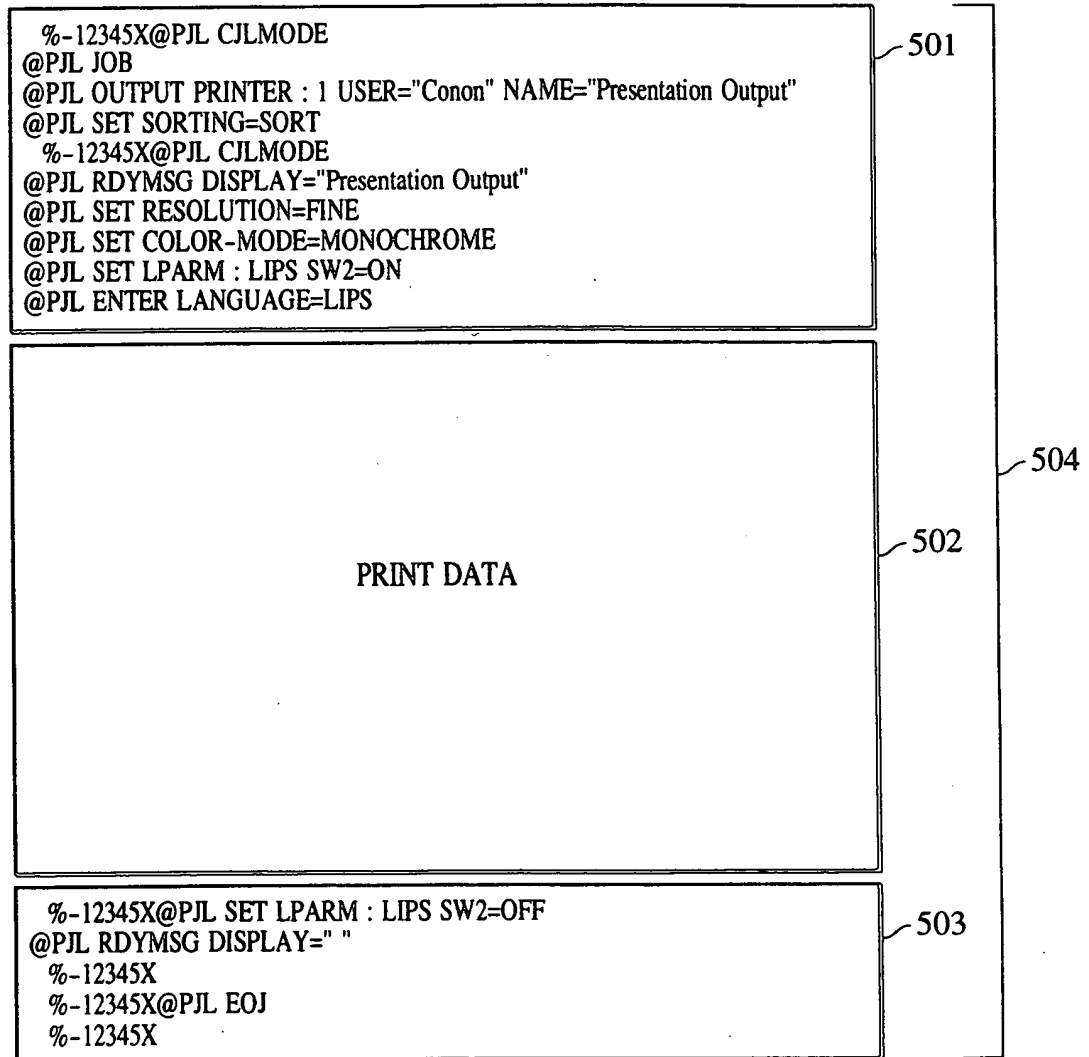 %-12345X@PJL CJLMODE
@PJL JOB
@PJL OUTPUT PRINTER : 1 USER="Conon" NAME="Presentation Output"
@PJL SET SORTING=SORT
%-12345X@PJL CJLMODE
@PJL RDYMSG DISPLAY="Presentation Output"
@PJL SET RESOLUTION=FINE
@PJL SET COLOR-MODE=MONOCHROME
@PJL SET LPARM : LIPS SW2=ON
@PJL ENTER LANGUAGE=LIPS
501
PRINT DATA
502
504
%-12345X@PJL SET LPARM : LIPS SW2=OFF
@PJL RDYMSG DISPLAY=" "
%-12345X
%-12345X@PJL EOJ
%-12345X
503